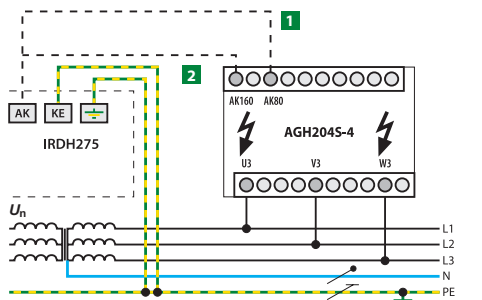 1
2
AK160 AK80
AK KE
IRDH275
AGH204S-4
U3 V3 W3
Un
L1
L2
L3
N
PE